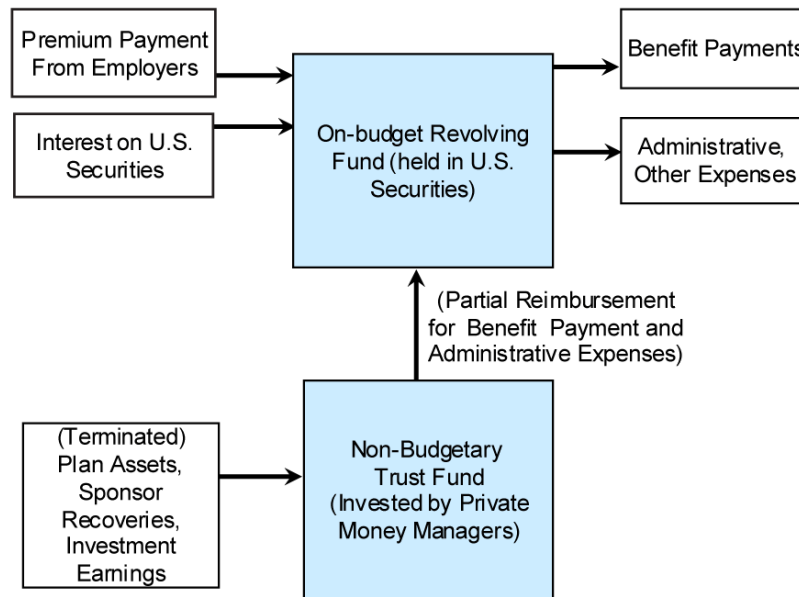 Premium Payment
From Employers
Interest on U.S.
Securities
On-budget Revolving
Fund (held in U.S.
Securities)
Benefit Payments
Administrative,
Other Expenses
(Partial Reimbursement
for Benefit Payment and
Administrative Expenses)
(Terminated)
Plan Assets,
Sponsor
Recoveries,
Investment
Earnings
Non-Budgetary
Trust Fund
(Invested by Private
Money Managers)